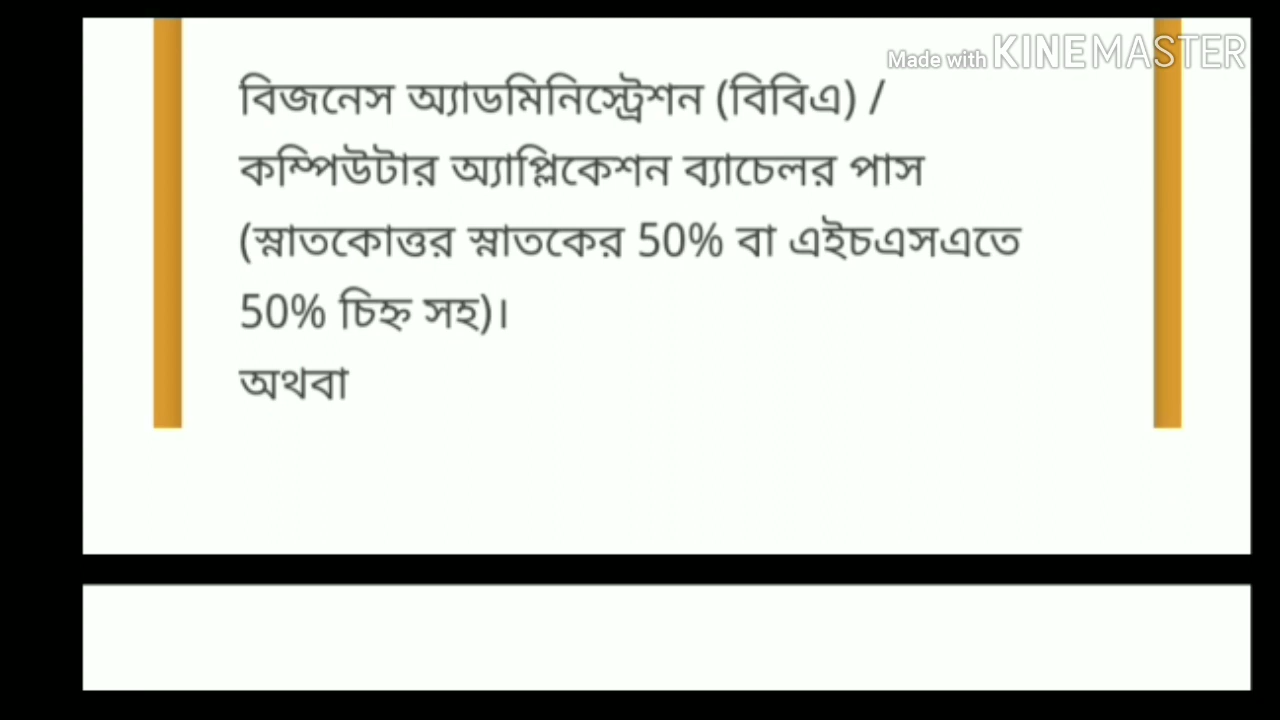 Made with KINEMASTER
বিজনেস অ্যাডমিনিস্ট্রেশন (বিবিএ) /
কম্পিউটার অ্যাপ্লিকেশন ব্যাচেলর পাস
(স্নাতকোত্তর স্নাতকের 50% বা এইচএসএতে
50% চিহ্ন সহ)।
অথবা